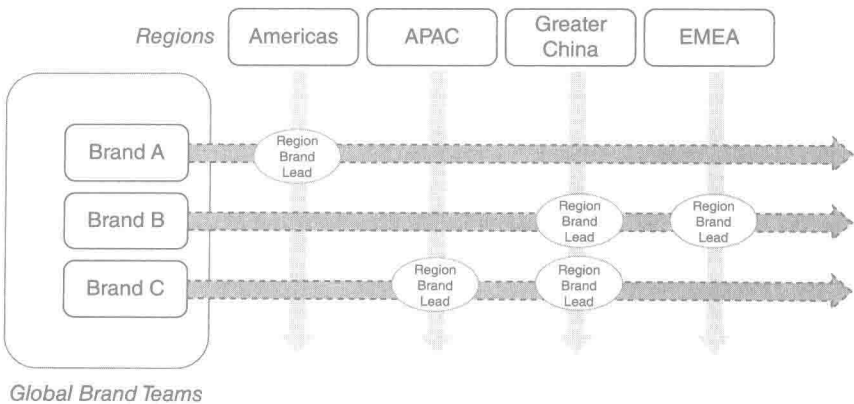 Regions
Americas
APAC
Greater
China
EMEA
Brand A
Region
Brand
Lead
Brand B
Region
Brand
Lead
Region
Brand
Lead
Brand C
Region
Brand
Lead
Region
Brand
Lead
Global Brand Teams